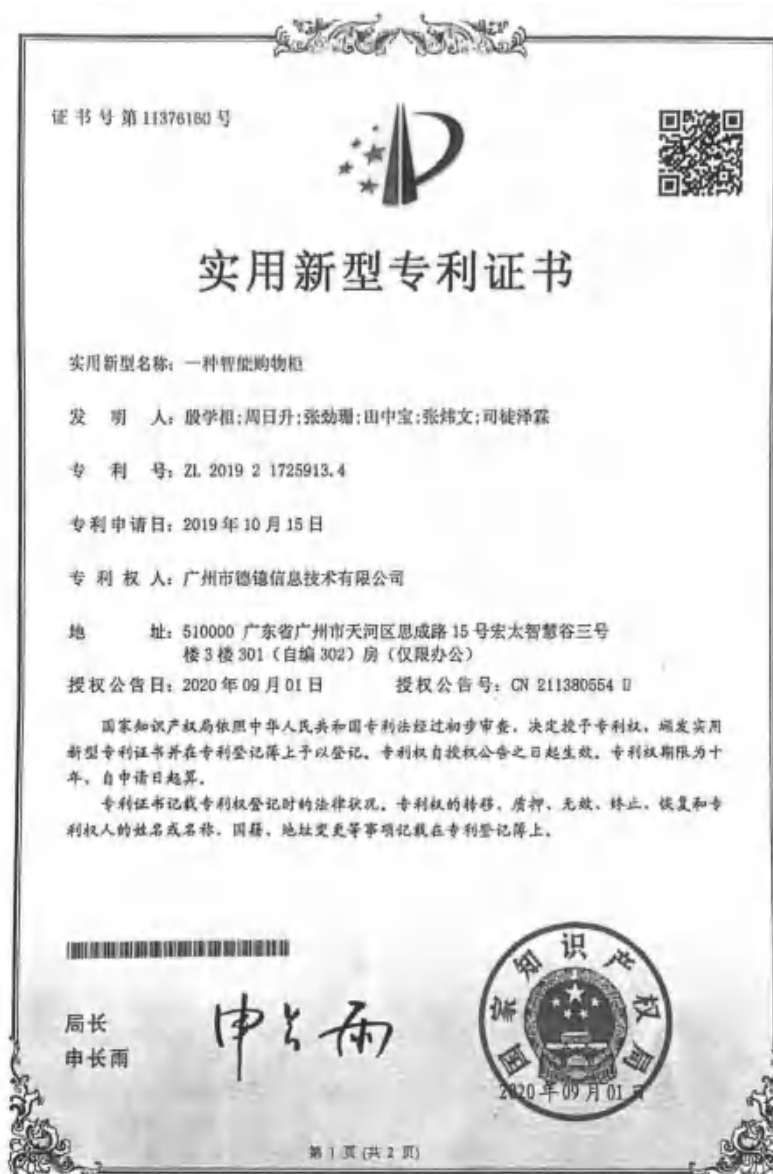 证书号第11376160号
实用新型专利证书
实用新型名称：一种智能购物柜
发 明 人：殷学祖;周日升;张劲珊;田中宝;张炜文;司徒泽霖
专 利 号：ZL 2019 2 1725913.4
专利申请日：2019年10月15日
专 利 权 人：广州市德镱信息技术有限公司
地 址：510000 广东省广州市天河区思成路15号宏太智慧谷三号
楼3楼301（自编302）房（仅限办公）
授权公告日：2020年09月01日 授权公告号：CN 211380554 U
国家知识产权局依照中华人民共和国专利法经过初步审查，决定授予专利权，颁发实用
新型专利证书并在专利登记簿上予以登记。专利权自授权公告之日起生效。专利权期限为十
年，自申请日起算。
专利证书记载专利权登记时的法律状况。专利权的转移、质押、无效、终止、恢复和专
利权人的姓名或名称、国籍、地址变更等事项记载在专利登记簿上。
局长
申长雨
申长雨
国家知识产权局
2020年09月01日
第 1 页 (共 2 页)